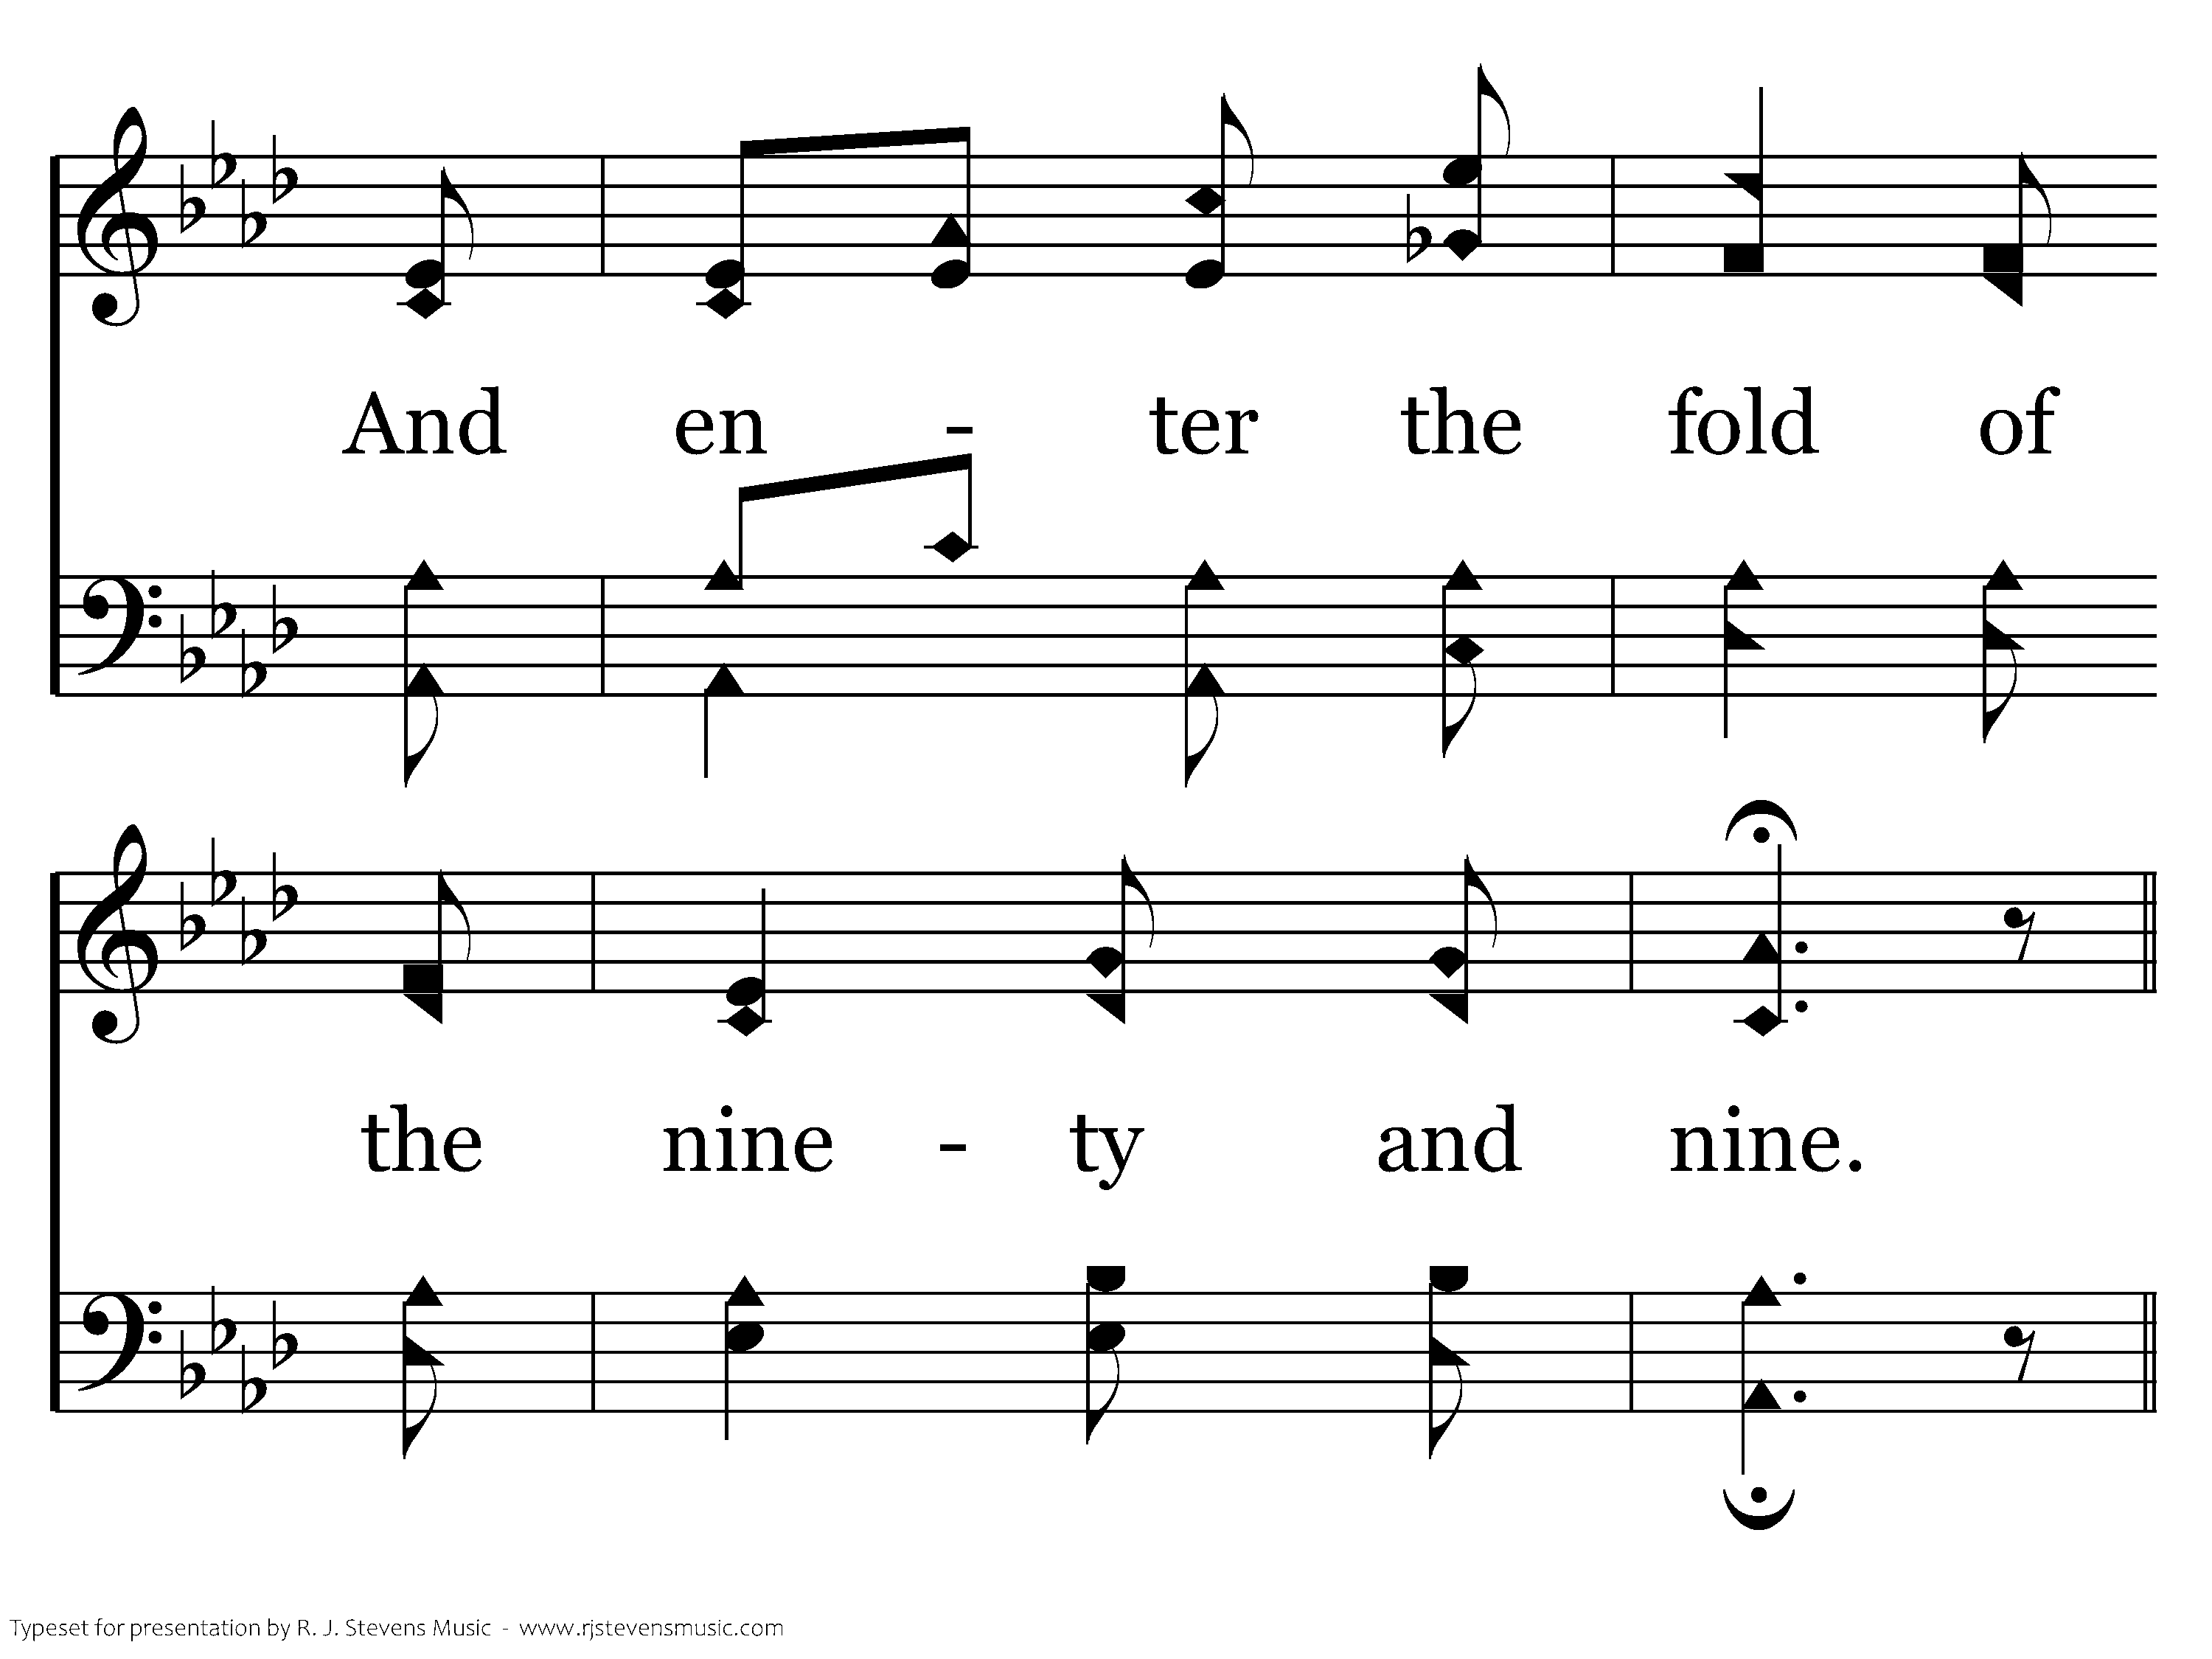 And en - ter the fold of
the nine - ty and nine.
Typeset for presentation by R. J. Stevens Music - www.rjstevensmusic.com